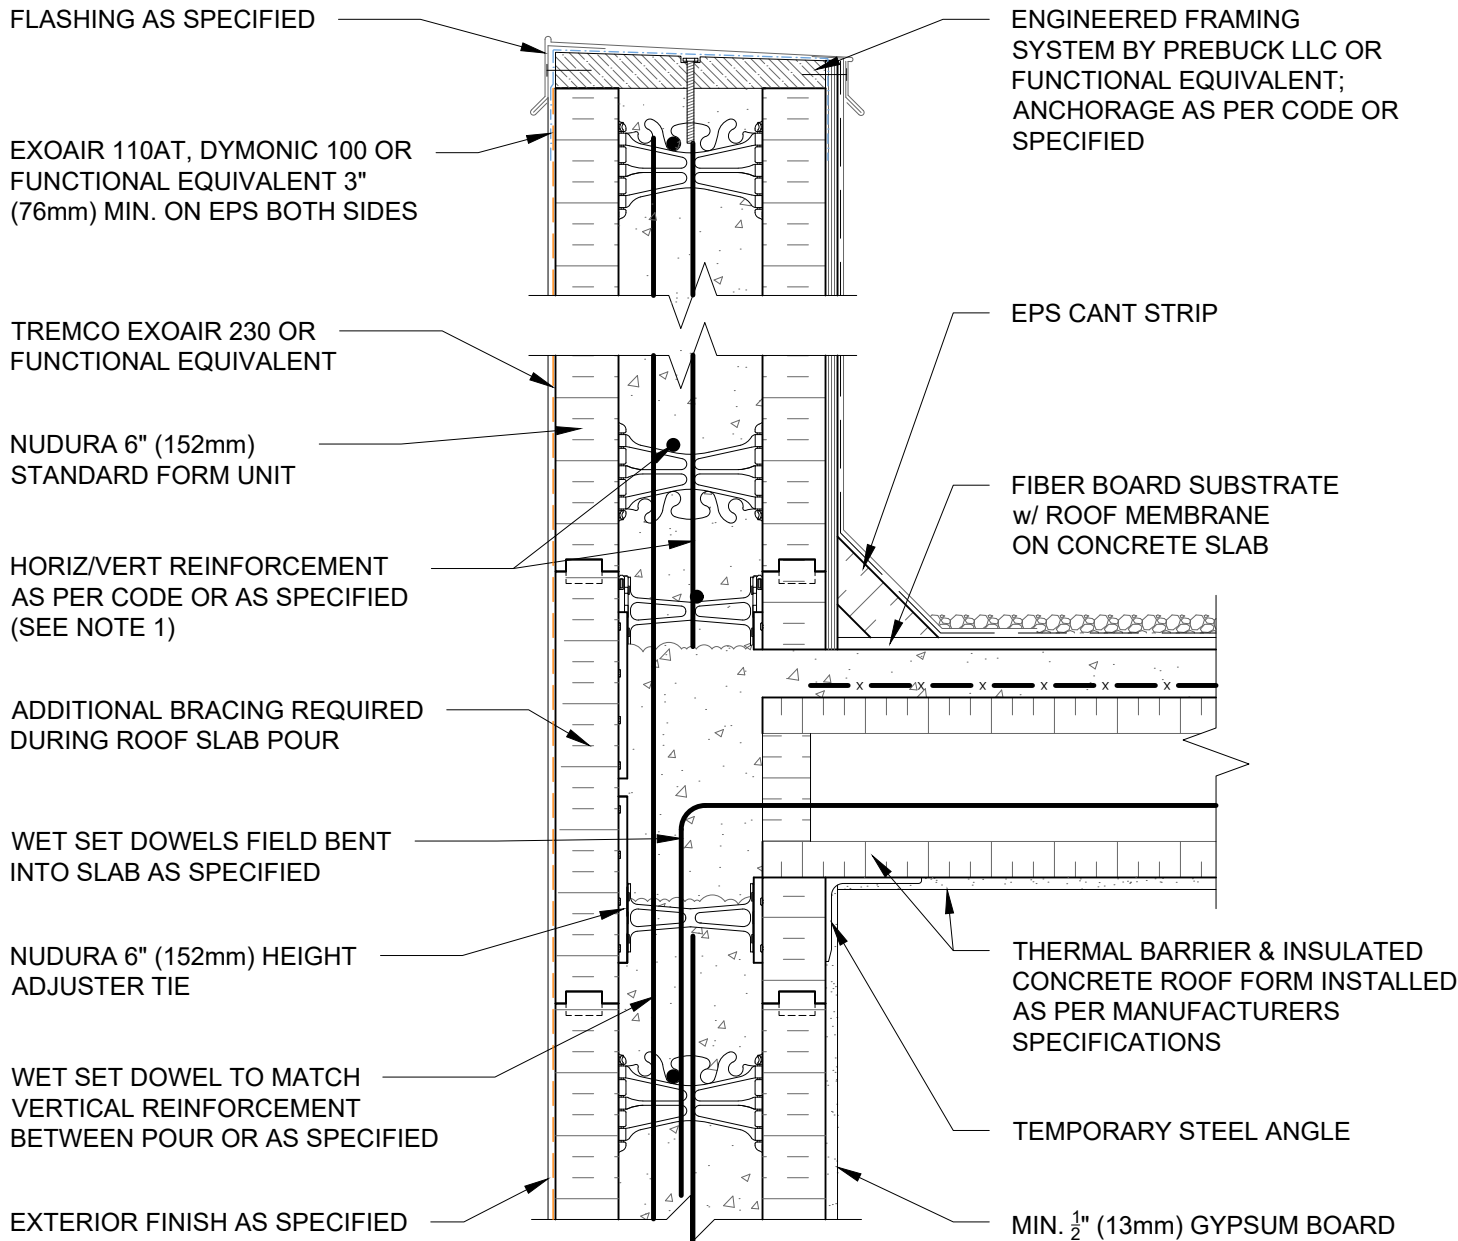 FLASHING AS SPECIFIED
EXOAIR 110AT, DYMONIC 100 OR
FUNCTIONAL EQUIVALENT 3"
(76mm) MIN. ON EPS BOTH SIDES
TREMCO EXOAIR 230 OR
FUNCTIONAL EQUIVALENT
NUDURA 6" (152mm)
STANDARD FORM UNIT
HORIZ/VERT REINFORCEMENT
AS PER CODE OR AS SPECIFIED
(SEE NOTE 1)
ADDITIONAL BRACING REQUIRED
DURING ROOF SLAB POUR
WET SET DOWELS FIELD BENT
INTO SLAB AS SPECIFIED
NUDURA 6" (152mm) HEIGHT
ADJUSTER TIE
WET SET DOWEL TO MATCH
VERTICAL REINFORCEMENT
BETWEEN POUR OR AS SPECIFIED
EXTERIOR FINISH AS SPECIFIED
ENGINEERED FRAMING
SYSTEM BY PREBUCK LLC OR
FUNCTIONAL EQUIVALENT;
ANCHORAGE AS PER CODE OR
SPECIFIED
EPS CANT STRIP
FIBER BOARD SUBSTRATE
w/ ROOF MEMBRANE
ON CONCRETE SLAB
x x x x x x
THERMAL BARRIER & INSULATED
CONCRETE ROOF FORM INSTALLED
AS PER MANUFACTURERS
SPECIFICATIONS
TEMPORARY STEEL ANGLE
MIN. 1/2" (13mm) GYPSUM BOARD